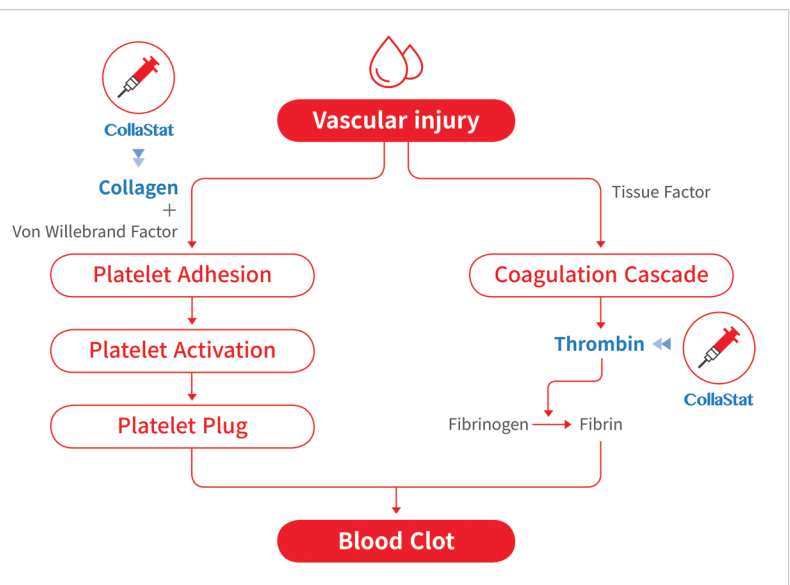 Vascular injury
CollaStat
Collagen
+
Von Willebrand Factor
Tissue Factor
Platelet Adhesion
Coagulation Cascade
Platelet Activation
Thrombin
CollaStat
Platelet Plug
Fibrinogen
Fibrin
Blood Clot